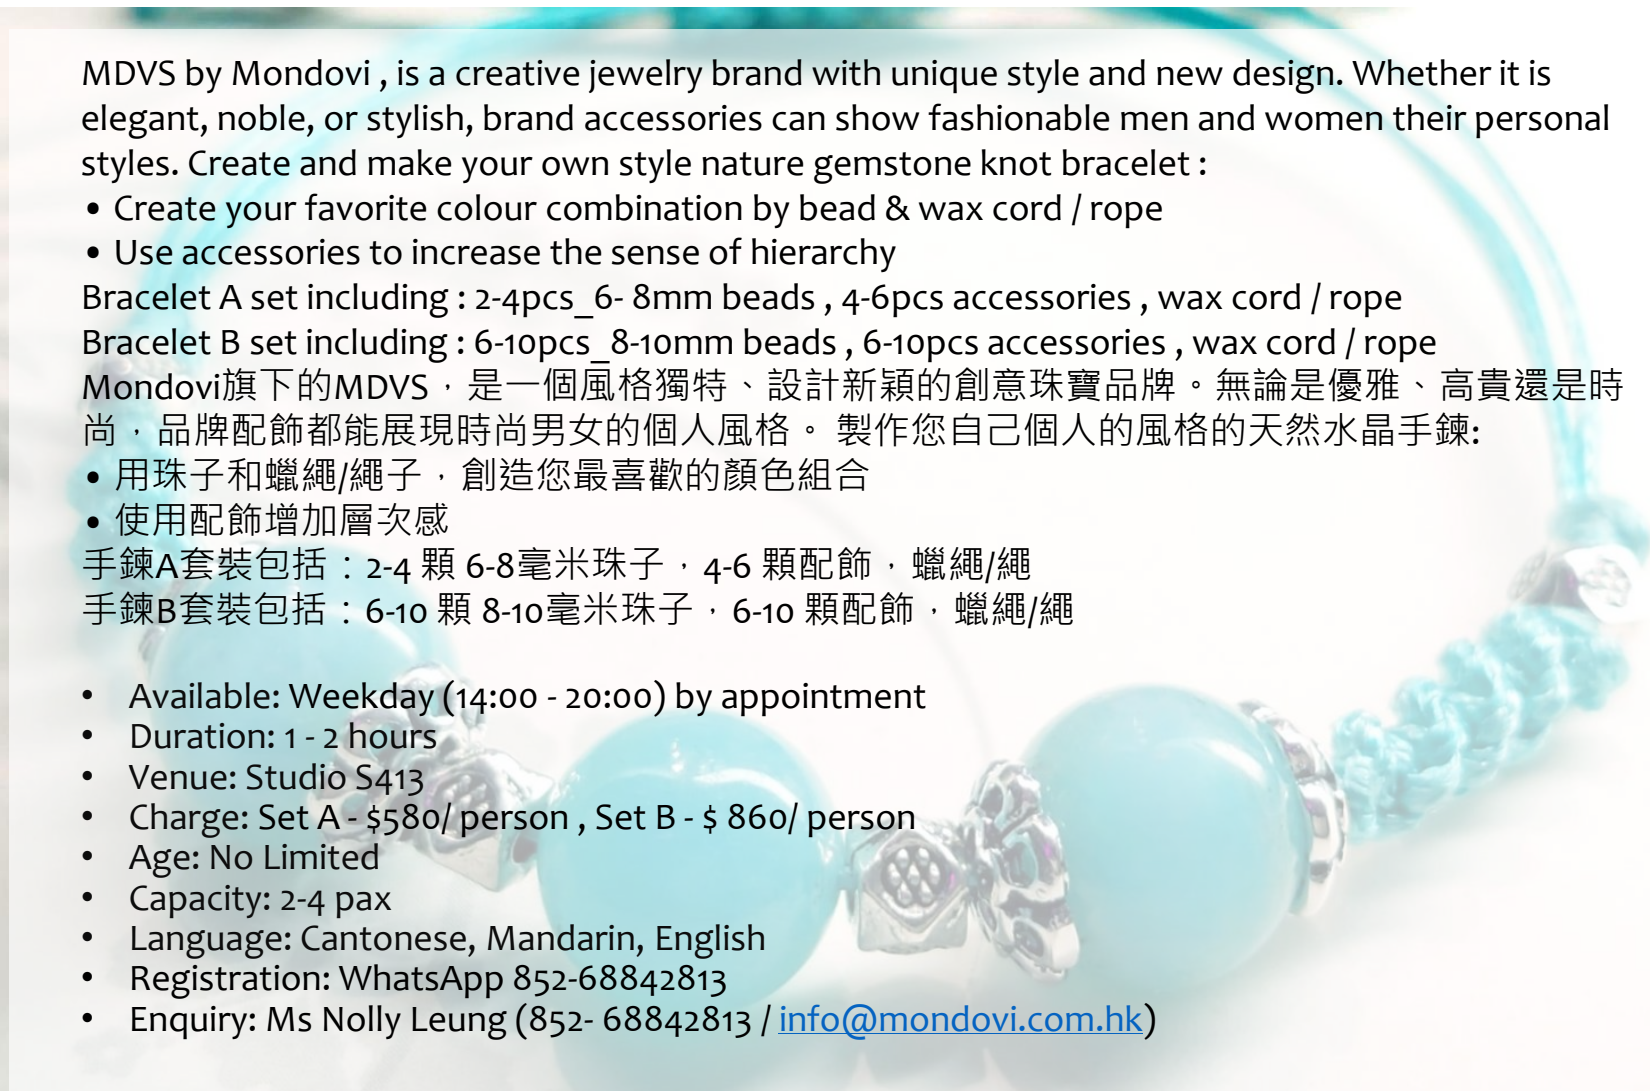 MDVS by Mondovi , is a creative jewelry brand with unique style and new design. Whether it is
elegant, noble, or stylish, brand accessories can show fashionable men and women their personal
styles. Create and make your own style nature gemstone knot bracelet :
• Create your favorite colour combination by bead & wax cord / rope
• Use accessories to increase the sense of hierarchy
Bracelet A set including : 2-4pcs_6- 8mm beads , 4-6pcs accessories , wax cord / rope
Bracelet B set including : 6-10pcs_8-10mm beads , 6-10pcs accessories , wax cord / rope
Mondovi旗下的MDVS，是一個風格獨特、設計新穎的創意珠寶品牌。無論是優雅、高貴還是時
尚，品牌配飾都能展現時尚男女的個人風格。 製作您自己個人的風格的天然水晶手鍊:
• 用珠子和蠟繩/繩子，創造您最喜歡的顏色組合
• 使用配飾增加層次感
手鍊A套裝包括：2-4 顆 6-8毫米珠子，4-6 顆配飾，蠟繩/繩
手鍊B套裝包括：6-10 顆 8-10毫米珠子，6-10 顆配飾，蠟繩/繩
• Available: Weekday (14:00 - 20:00) by appointment
• Duration: 1 - 2 hours
• Venue: Studio S413
• Charge: Set A - $580/ person , Set B - $ 860/ person
• Age: No Limited
• Capacity: 2-4 pax
• Language: Cantonese, Mandarin, English
• Registration: WhatsApp 852-68842813
• Enquiry: Ms Nolly Leung (852- 68842813 / info@mondovi.com.hk)